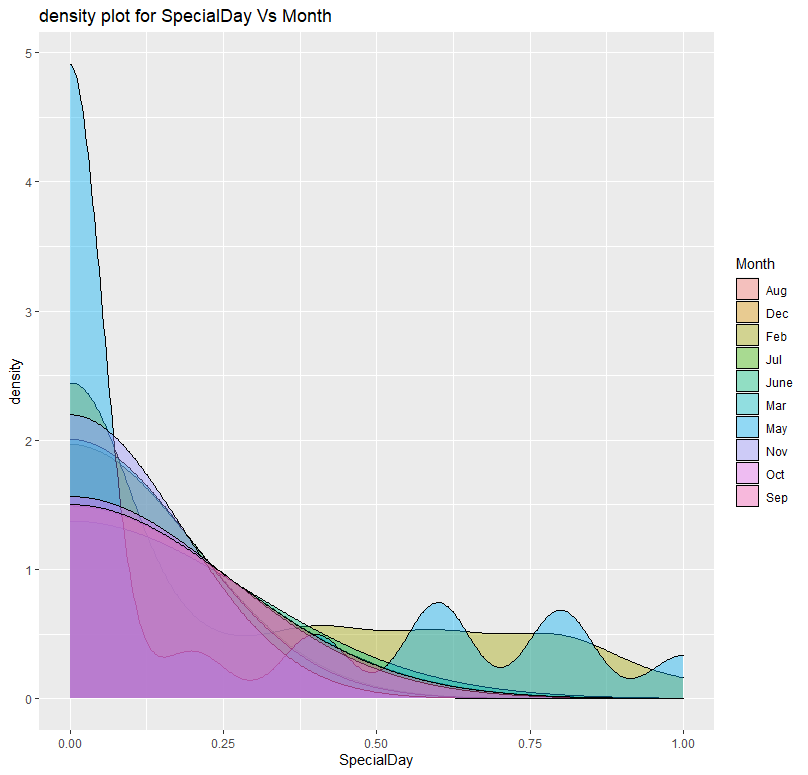 density plot for SpecialDay Vs Month
5
4
3
2
1
0
density
0.00 0.25 0.50 0.75 1.00
SpecialDay
Month
Aug
Dec
Feb
Jul
June
Mar
May
Nov
Oct
Sep